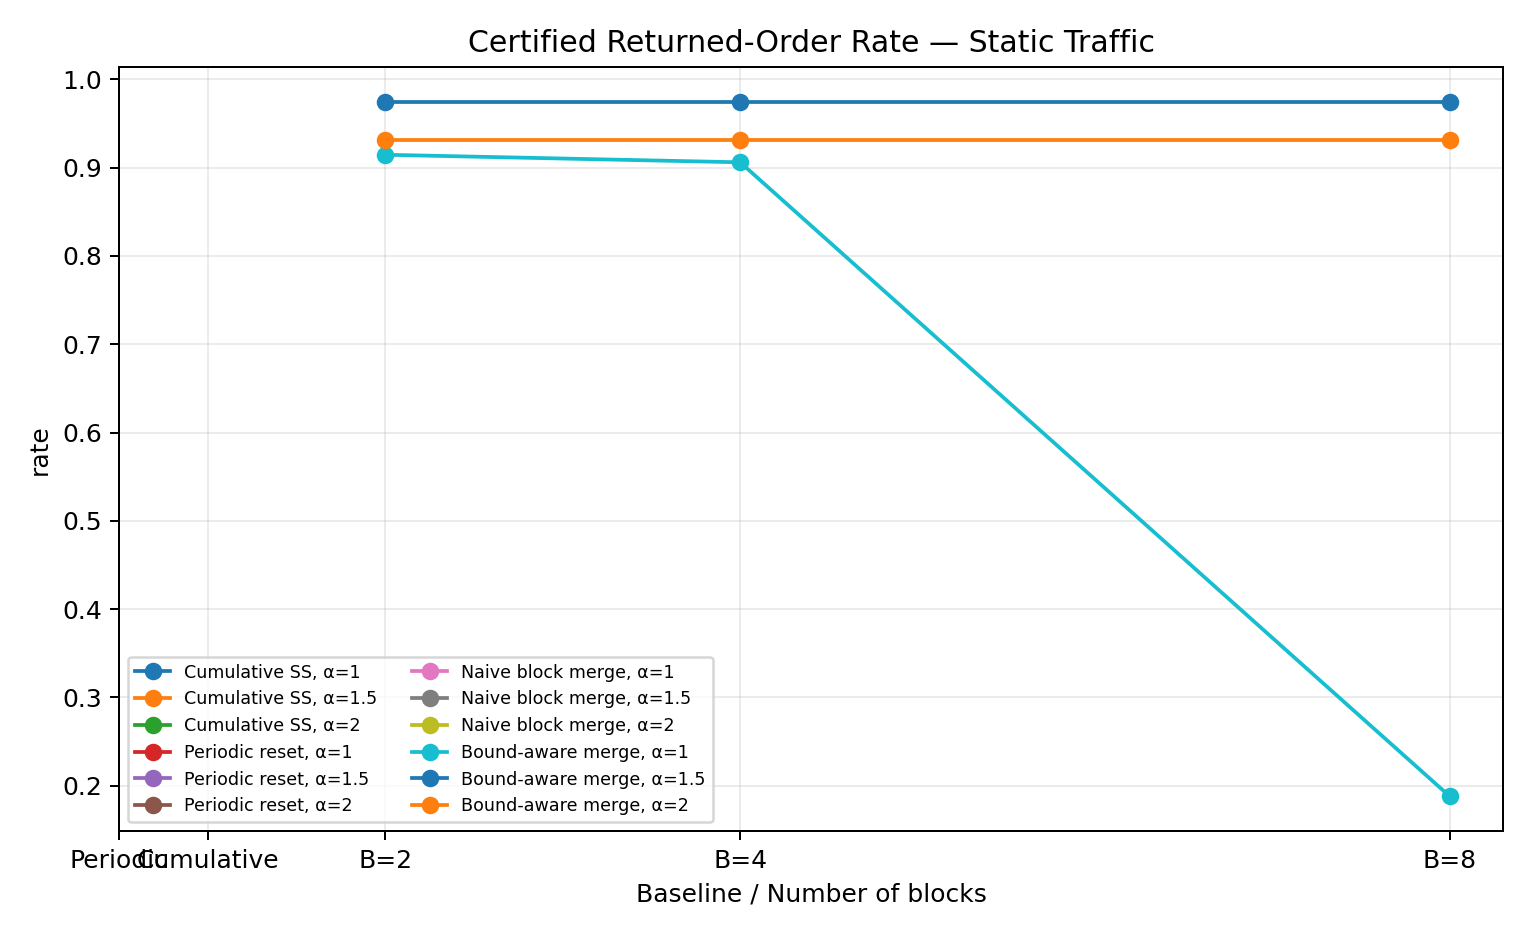 Certified Returned-Order Rate — Static Traffic
1.0
0.9
0.8
0.7
0.6
0.5
0.4
0.3
0.2
rate
Cumulative SS, α=1
Cumulative SS, α=1.5
Cumulative SS, α=2
Periodic reset, α=1
Periodic reset, α=1.5
Periodic reset, α=2
Naive block merge, α=1
Naive block merge, α=1.5
Naive block merge, α=2
Bound-aware merge, α=1
Bound-aware merge, α=1.5
Bound-aware merge, α=2
Periodic Cumulative B=2 B=4 B=8
Baseline / Number of blocks